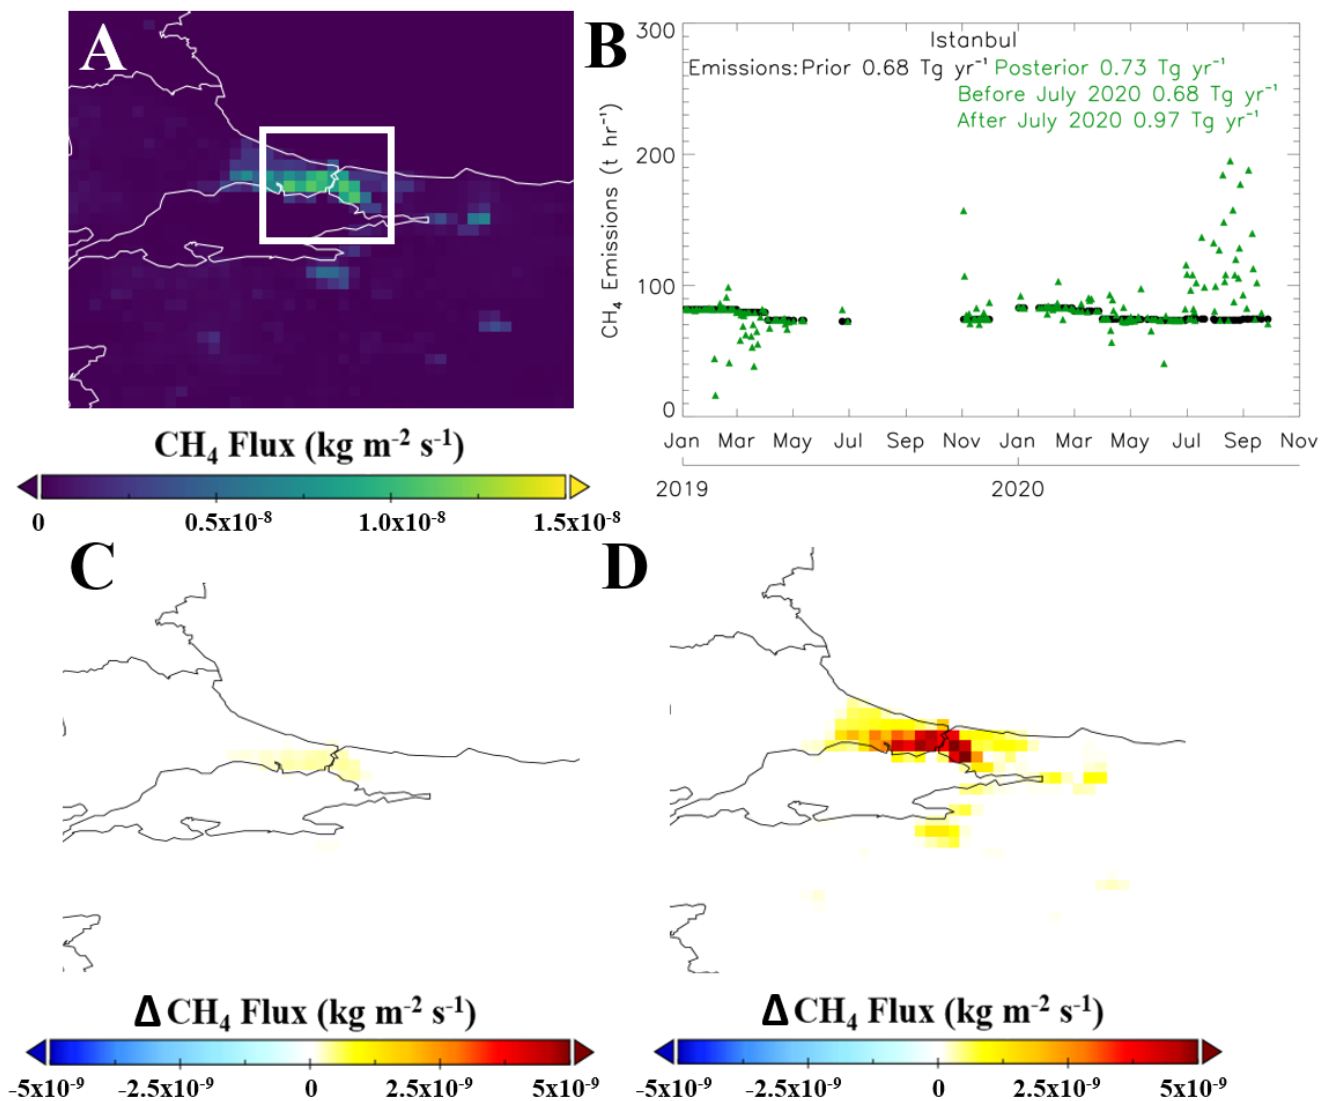 A
CH₄ Flux (kg m⁻² s⁻¹)
0 0.5x10⁻⁸ 1.0x10⁻⁸ 1.5x10⁻⁸
B
Istanbul
Emissions:Prior 0.68 Tg yr⁻¹ Posterior 0.73 Tg yr⁻¹
Before July 2020 0.68 Tg yr⁻¹
After July 2020 0.97 Tg yr⁻¹
CH₄ Emissions (t hr⁻¹)
300
200
100
0
Jan Mar May Jul Sep Nov Jan Mar May Jul Sep Nov
2019 2020
C
Δ CH₄ Flux (kg m⁻² s⁻¹)
-5x10⁻⁹ -2.5x10⁻⁹ 0 2.5x10⁻⁹ 5x10⁻⁹
D
Δ CH₄ Flux (kg m⁻² s⁻¹)
-5x10⁻⁹ -2.5x10⁻⁹ 0 2.5x10⁻⁹ 5x10⁻⁹